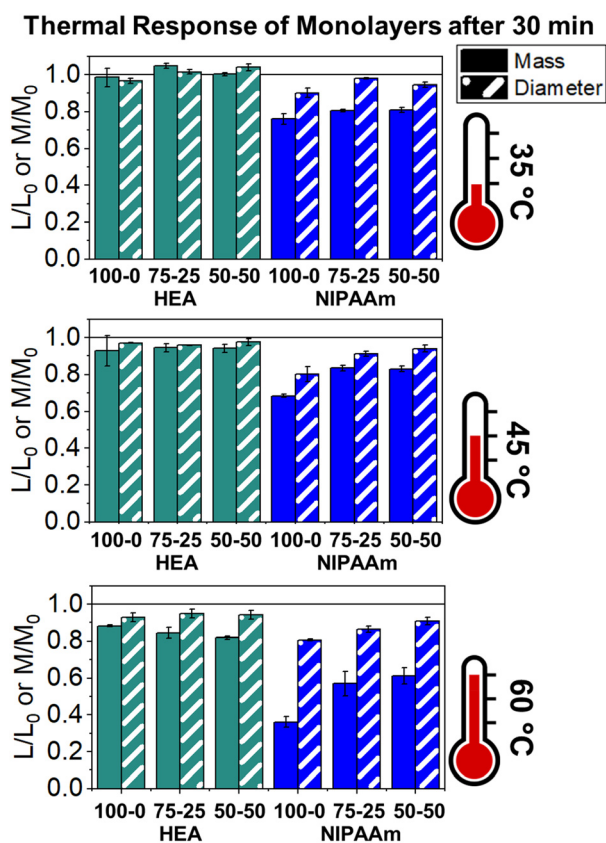 Thermal Response of Monolayers after 30 min
Mass
Diameter
L/L0 or M/M0
1.0
0.8
0.6
0.4
0.2
0.0
100-0 75-25 50-50 100-0 75-25 50-50
HEA NIPAAm
35 °C
L/L0 or M/M0
1.0
0.8
0.6
0.4
0.2
0.0
100-0 75-25 50-50 100-0 75-25 50-50
HEA NIPAAm
45 °C
L/L0 or M/M0
1.0
0.8
0.6
0.4
0.2
0.0
100-0 75-25 50-50 100-0 75-25 50-50
HEA NIPAAm
60 °C